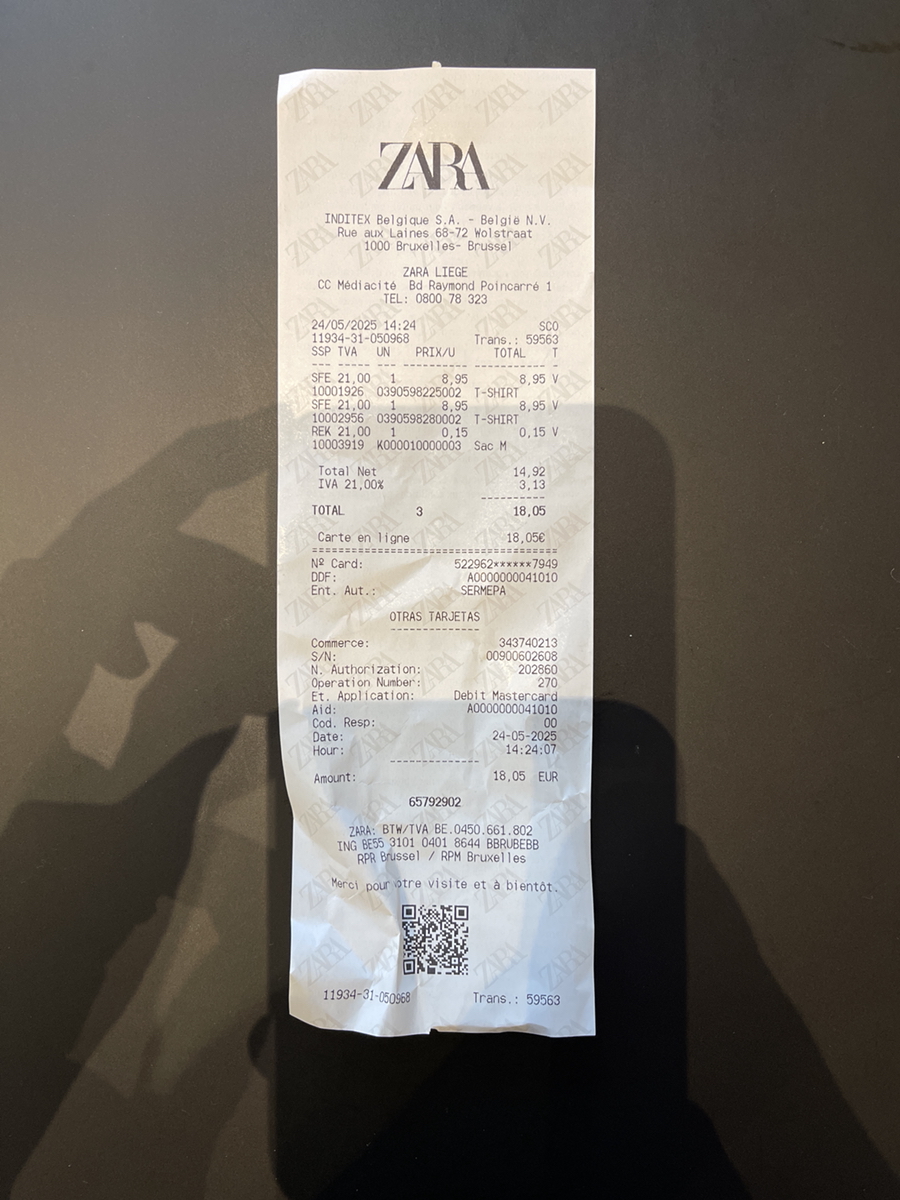 ZARA
INDITEX Belgique S.A. - België N.V.
Rue aux Laines 68-72 Wolstraat
1000 Bruxelles- Brussel
ZARA LIEGE
CC Médiacité Bd Raymond Poincarré 1
TEL: 0800 78 323
24/05/2025 14:24 SCO
11934-31-050968 Trans.: 59563
SSP TVA UN PRIX/U TOTAL T
--- ----- --- ---------- ----------- -
SFE 21,00 1 8,95 8,95 V
10001926 0390598225002 T-SHIRT
SFE 21,00 1 8,95 8,95 V
10002956 0390598280002 T-SHIRT
REK 21,00 1 0,15 0,15 V
10003919 K000010000003 Sac M
Total Net 14,92
IVA 21,00% 3,13
----------
TOTAL 3 18,05
Carte en ligne 18,05€
======================================
Nº Card: 522962******7949
DDF: A0000000041010
Ent. Aut.: SERMEPA
OTRAS TARJETAS
--------------
Commerce: 343740213
S/N: 00900602608
N. Authorization: 202860
Operation Number: 270
Et. Application: Debit Mastercard
Aid: A0000000041010
Cod. Resp: 00
Date: 24-05-2025
Hour: 14:24:07
--------------
Amount: 18,05 EUR
65792902
ZARA: BTW/TVA BE.0450.661.802
ING BE55 3101 0401 8644 BBRUBEBB
RPR Brussel / RPM Bruxelles
Merci pour votre visite et à bientôt.
11934-31-050968 Trans.: 59563